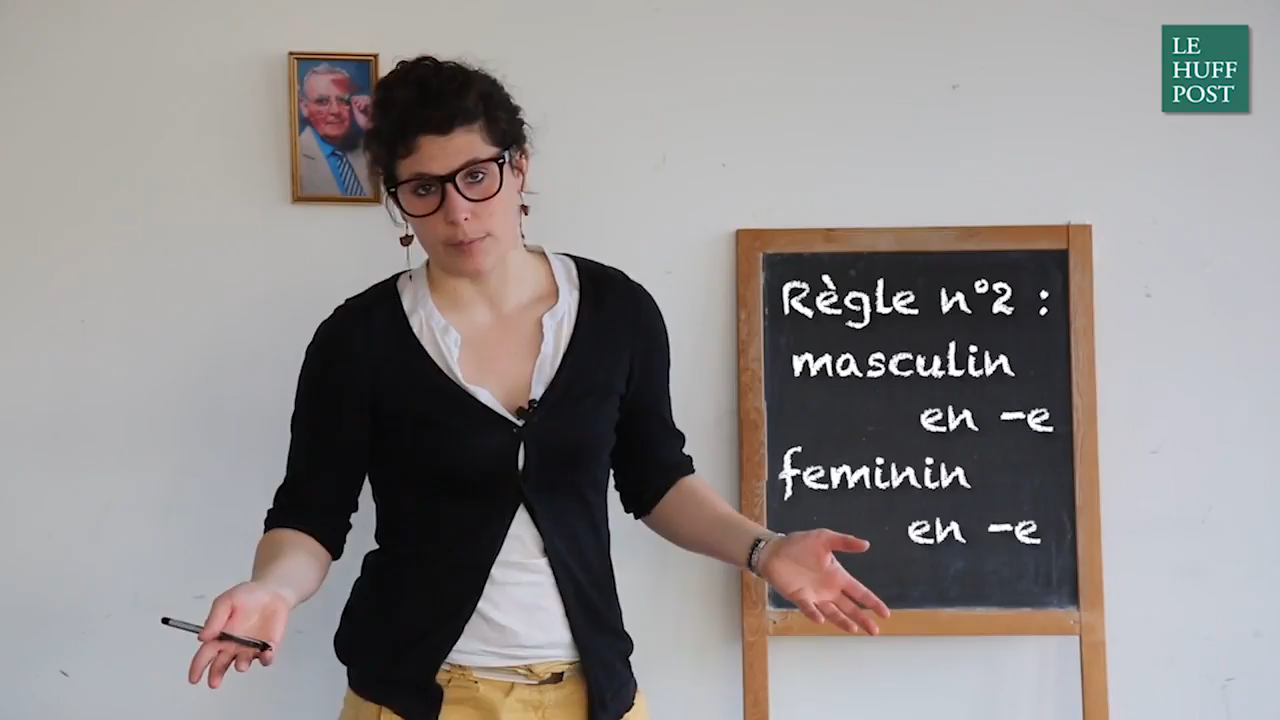 LE
HUFF
POST
Règle n°2 :
masculin
en -e
feminin
en -e